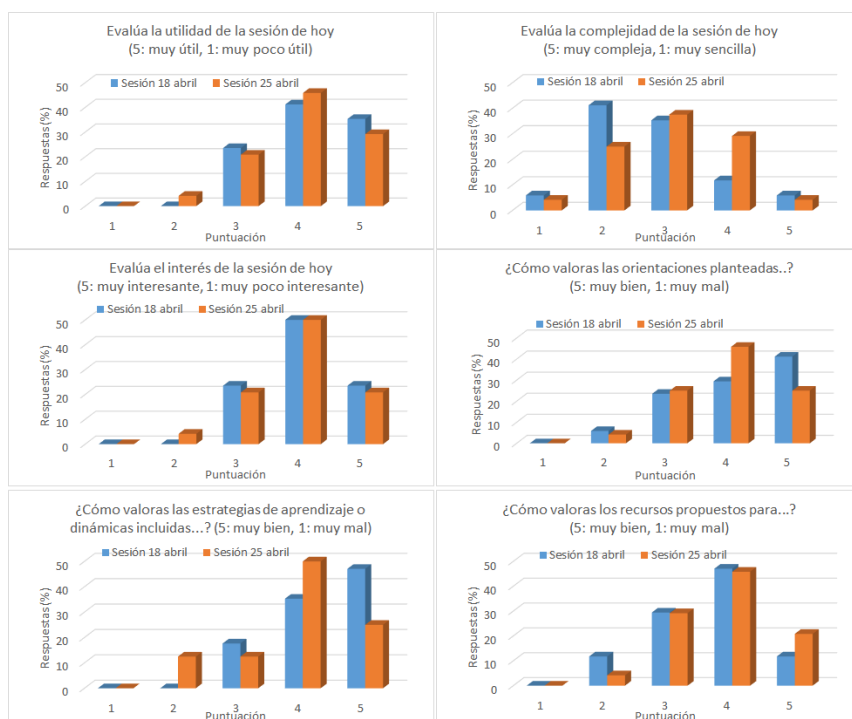 Evalúa la utilidad de la sesión de hoy
(5: muy útil, 1: muy poco útil)
Sesión 18 abril Sesión 25 abril
Respuestas (%)
50
40
30
20
10
0
1 2 3 4 5
Puntuación
Evalúa la complejidad de la sesión de hoy
(5: muy compleja, 1: muy sencilla)
Sesión 18 abril Sesión 25 abril
Respuestas (%)
50
40
30
20
10
0
1 2 3 4 5
Puntuación
Evalúa el interés de la sesión de hoy
(5: muy interesante, 1: muy poco interesante)
Sesión 18 abril Sesión 25 abril
Respuestas (%)
50
40
30
20
10
0
1 2 3 4 5
Puntuación
¿Cómo valoras las orientaciones planteadas..?
(5: muy bien, 1: muy mal)
Sesión 18 abril Sesión 25 abril
Respuestas (%)
50
40
30
20
10
0
1 2 3 4 5
Puntuación
¿Cómo valoras las estrategias de aprendizaje o
dinámicas incluidas...? (5: muy bien, 1: muy mal)
Sesión 18 abril Sesión 25 abril
Respuestas (%)
50
40
30
20
10
0
1 2 3 4 5
Puntuación
¿Cómo valoras los recursos propuestos para...?
(5: muy bien, 1: muy mal)
Sesión 18 abril Sesión 25 abril
Respuestas (%)
50
40
30
20
10
0
1 2 3 4 5
Puntuación